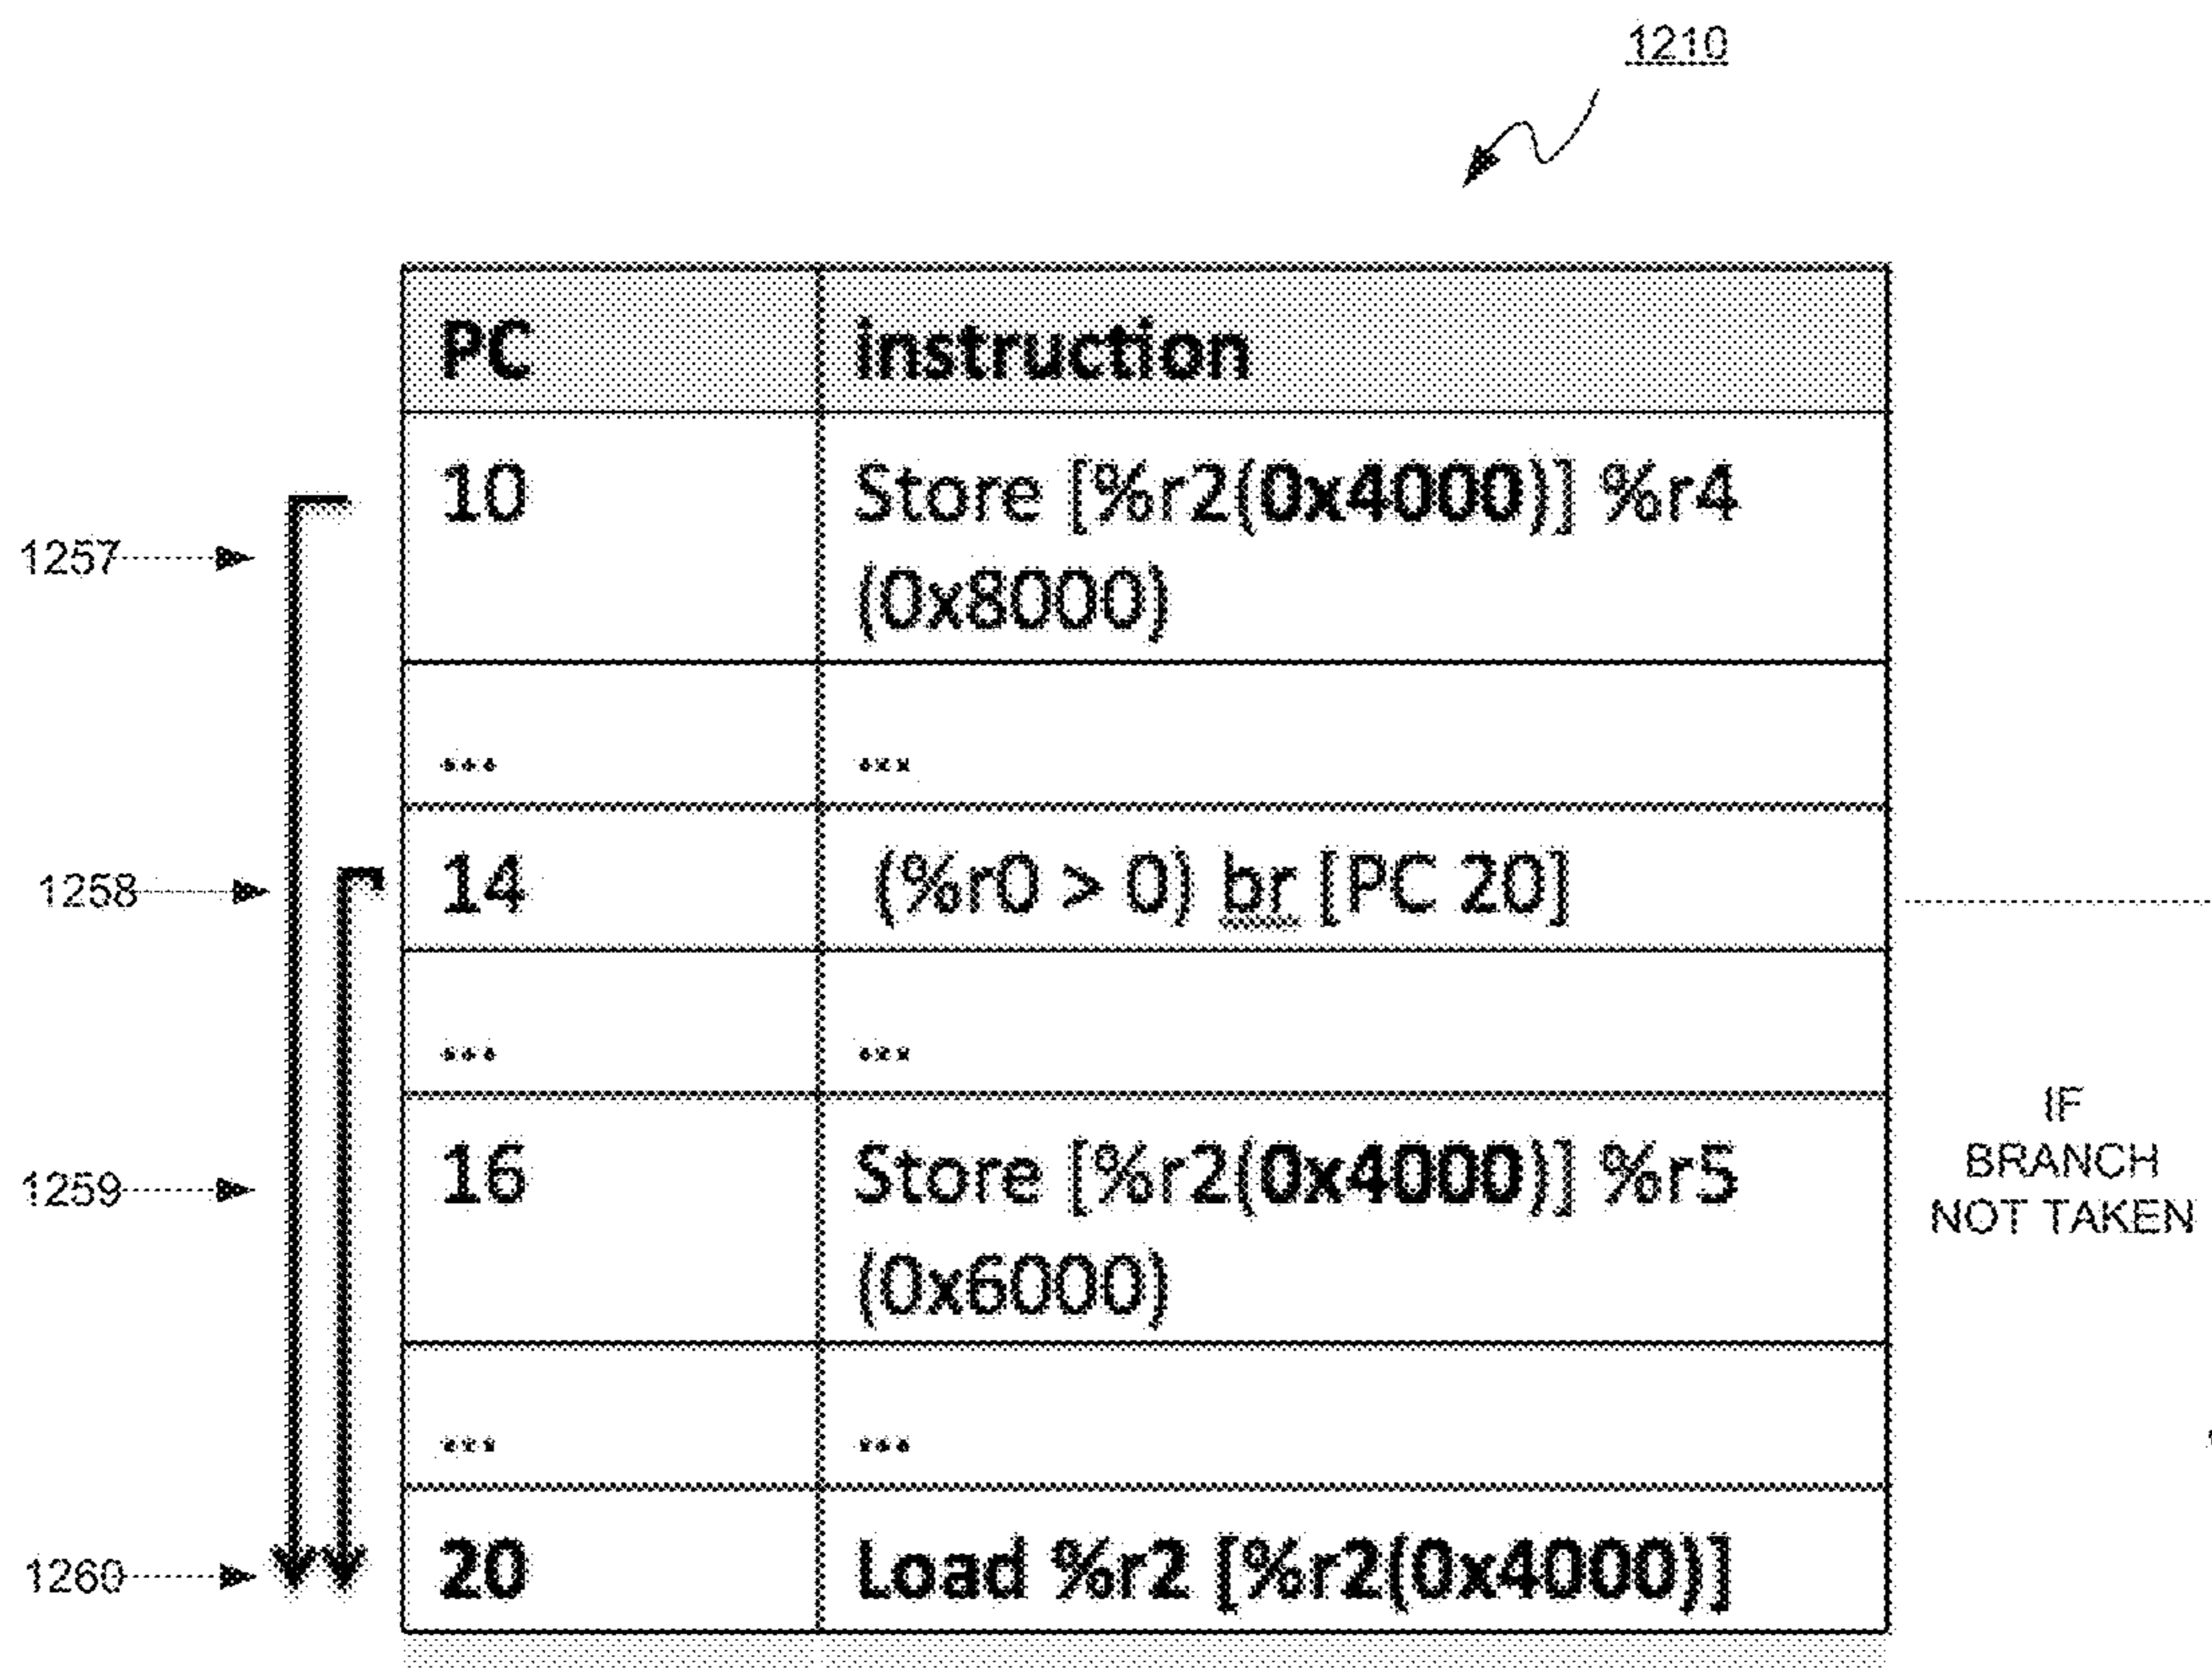 1210
PC instruction
10 Store [%r2(0x4000)] %r4
1257
(0x8000)
... ...
1258 14 (%r0 > 0) br [PC 20]
... ...
IF
BRANCH
NOT TAKEN
1259 16 Store [%r2(0x4000)] %r5
(0x6000)
... ...
1260 20 Load %r2 [%r2(0x4000)]